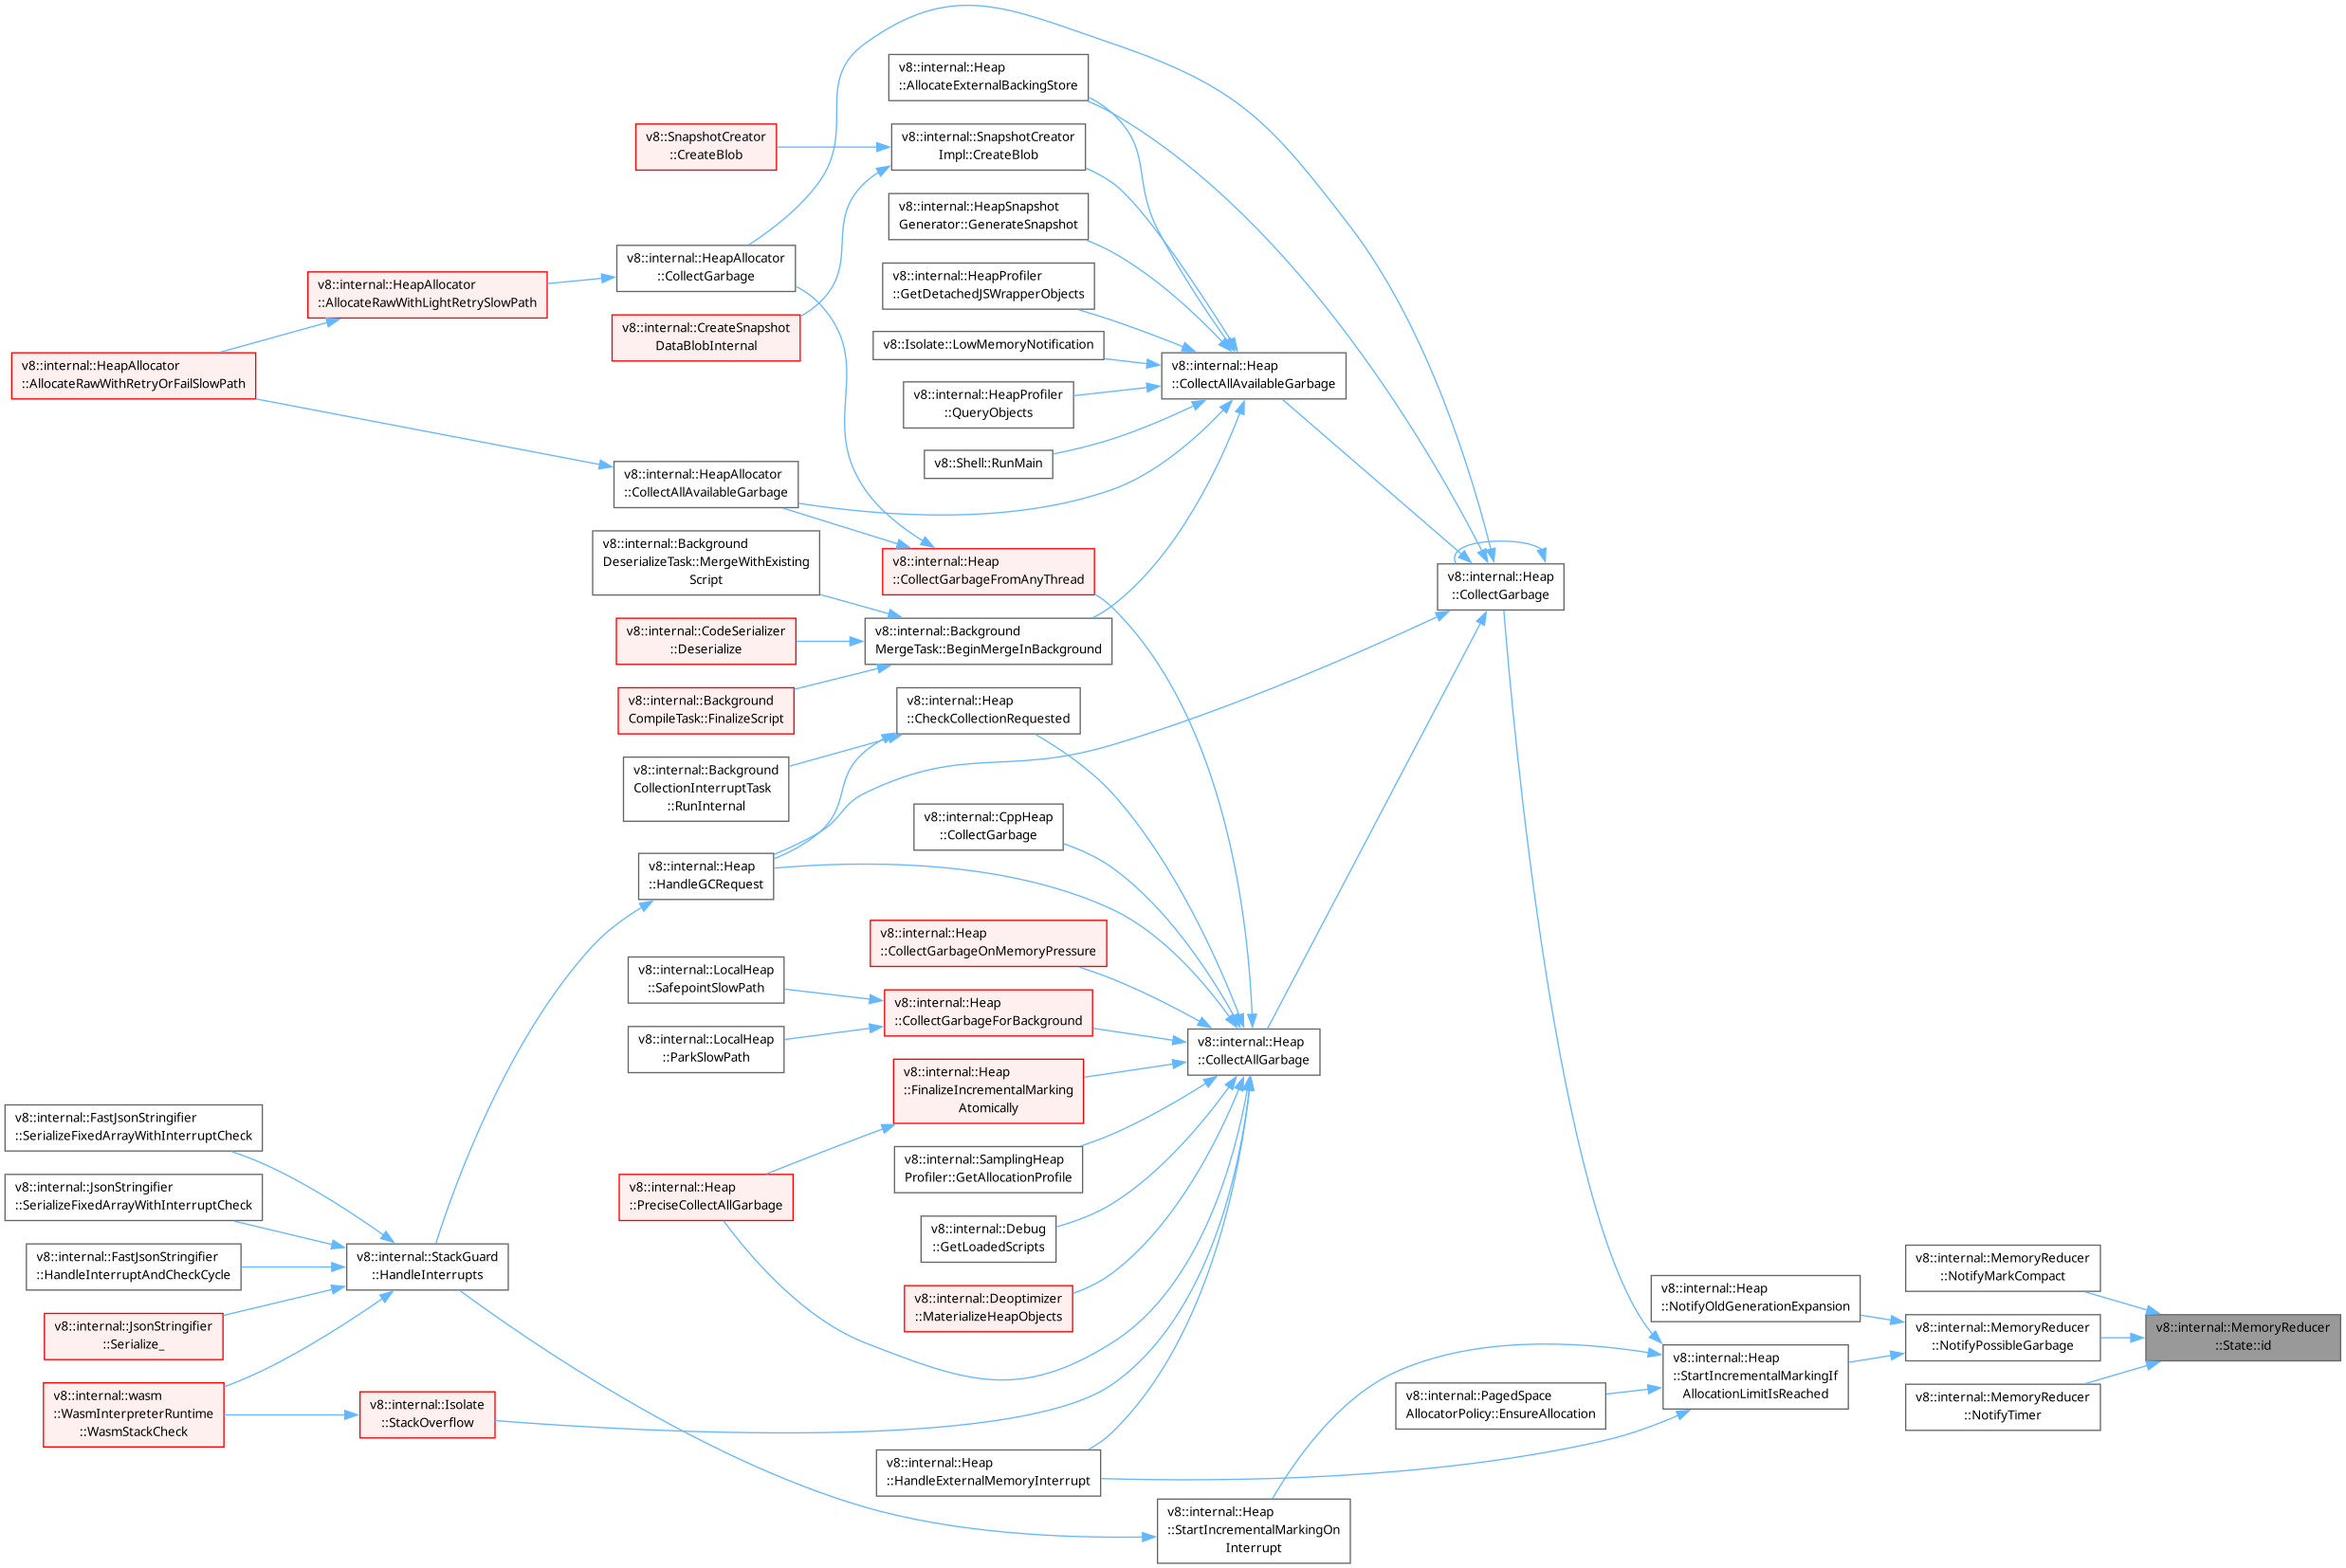 v8::internal::Heap
::AllocateExternalBackingStore
v8::SnapshotCreator
::CreateBlob
v8::internal::SnapshotCreator
Impl::CreateBlob
v8::internal::HeapSnapshot
Generator::GenerateSnapshot
v8::internal::HeapAllocator
::CollectGarbage
v8::internal::HeapProfiler
::GetDetachedJSWrapperObjects
v8::internal::HeapAllocator
::AllocateRawWithLightRetrySlowPath
v8::internal::CreateSnapshot
DataBlobInternal
v8::Isolate::LowMemoryNotification
v8::internal::HeapAllocator
::AllocateRawWithRetryOrFailSlowPath
v8::internal::Heap
::CollectAllAvailableGarbage
v8::internal::HeapProfiler
::QueryObjects
v8::Shell::RunMain
v8::internal::HeapAllocator
::CollectAllAvailableGarbage
v8::internal::Background
DeserializeTask::MergeWithExisting
Script
v8::internal::Heap
::CollectGarbageFromAnyThread
v8::internal::Heap
::CollectGarbage
v8::internal::CodeSerializer
::Deserialize
v8::internal::Background
MergeTask::BeginMergeInBackground
v8::internal::Background
CompileTask::FinalizeScript
v8::internal::Heap
::CheckCollectionRequested
v8::internal::Background
CollectionInterruptTask
::RunInternal
v8::internal::CppHeap
::CollectGarbage
v8::internal::Heap
::HandleGCRequest
v8::internal::Heap
::CollectGarbageOnMemoryPressure
v8::internal::LocalHeap
::SafepointSlowPath
v8::internal::Heap
::CollectGarbageForBackground
v8::internal::LocalHeap
::ParkSlowPath
v8::internal::Heap
::CollectAllGarbage
v8::internal::Heap
::FinalizeIncrementalMarking
Atomically
v8::internal::FastJsonStringifier
::SerializeFixedArrayWithInterruptCheck
v8::internal::SamplingHeap
Profiler::GetAllocationProfile
v8::internal::JsonStringifier
::SerializeFixedArrayWithInterruptCheck
v8::internal::Heap
::PreciseCollectAllGarbage
v8::internal::Debug
::GetLoadedScripts
v8::internal::FastJsonStringifier
::HandleInterruptAndCheckCycle
v8::internal::StackGuard
::HandleInterrupts
v8::internal::MemoryReducer
::NotifyMarkCompact
v8::internal::Heap
::NotifyOldGenerationExpansion
v8::internal::Deoptimizer
::MaterializeHeapObjects
v8::internal::JsonStringifier
::Serialize_
v8::internal::MemoryReducer
::NotifyPossibleGarbage
v8::internal::MemoryReducer
::State::id
v8::internal::Heap
::StartIncrementalMarkingIf
AllocationLimitIsReached
v8::internal::wasm
::WasmInterpreterRuntime
::WasmStackCheck
v8::internal::Isolate
::StackOverflow
v8::internal::PagedSpace
AllocatorPolicy::EnsureAllocation
v8::internal::MemoryReducer
::NotifyTimer
v8::internal::Heap
::HandleExternalMemoryInterrupt
v8::internal::Heap
::StartIncrementalMarkingOn
Interrupt